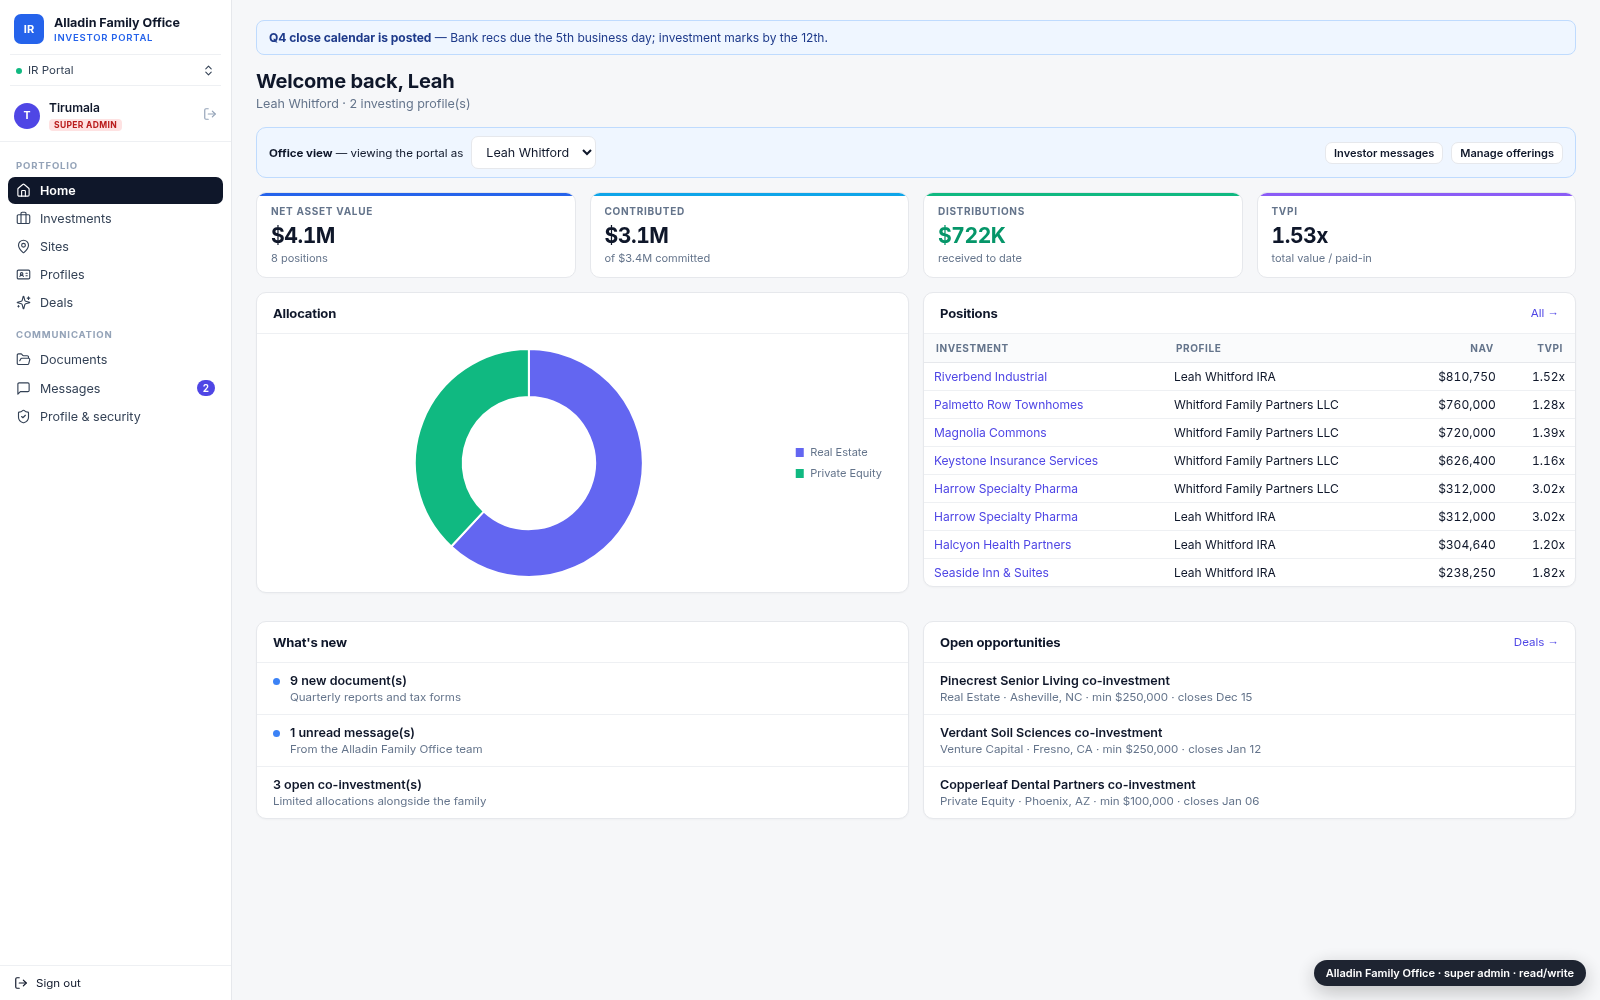 IR
Alladin Family Office
INVESTOR PORTAL
IR Portal
T
Tirumala
SUPER ADMIN
PORTFOLIO
Home
Investments
Sites
Profiles
Deals
COMMUNICATION
Documents
Messages 2
Profile & security
Sign out
Q4 close calendar is posted — Bank recs due the 5th business day; investment marks by the 12th.
Welcome back, Leah
Leah Whitford · 2 investing profile(s)
Office view — viewing the portal as Leah Whitford Investor messages Manage offerings
NET ASSET VALUE
$4.1M
8 positions
CONTRIBUTED
$3.1M
of $3.4M committed
DISTRIBUTIONS
$722K
received to date
TVPI
1.53x
total value / paid-in
Allocation
Real Estate
Private Equity
Positions All →
INVESTMENT PROFILE NAV TVPI
Riverbend Industrial Leah Whitford IRA $810,750 1.52x
Palmetto Row Townhomes Whitford Family Partners LLC $760,000 1.28x
Magnolia Commons Whitford Family Partners LLC $720,000 1.39x
Keystone Insurance Services Whitford Family Partners LLC $626,400 1.16x
Harrow Specialty Pharma Whitford Family Partners LLC $312,000 3.02x
Harrow Specialty Pharma Leah Whitford IRA $312,000 3.02x
Halcyon Health Partners Leah Whitford IRA $304,640 1.20x
Seaside Inn & Suites Leah Whitford IRA $238,250 1.82x
What's new
9 new document(s)
Quarterly reports and tax forms
1 unread message(s)
From the Alladin Family Office team
3 open co-investment(s)
Limited allocations alongside the family
Open opportunities Deals →
Pinecrest Senior Living co-investment
Real Estate · Asheville, NC · min $250,000 · closes Dec 15
Verdant Soil Sciences co-investment
Venture Capital · Fresno, CA · min $250,000 · closes Jan 12
Copperleaf Dental Partners co-investment
Private Equity · Phoenix, AZ · min $100,000 · closes Jan 06
Alladin Family Office · super admin · read/write